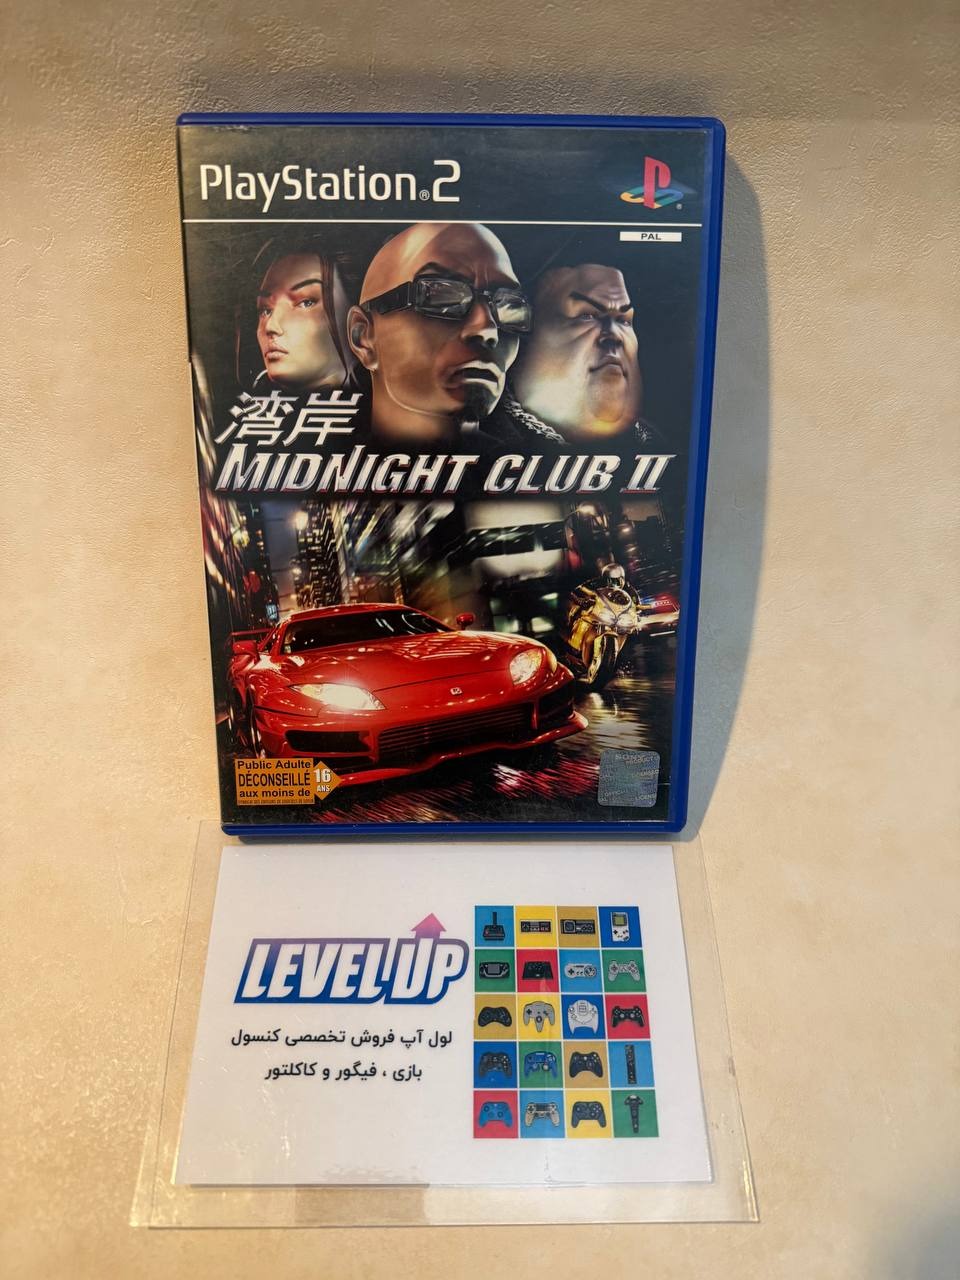 PlayStation®2
PAL
湾岸
MIDNIGHT CLUB II
Public Adulte
DÉCONSEILLÉ
aux moins de
16
ANS
LEVEL UP
لول آپ فروش تخصصی کنسول
بازی ، فیگور و کاکلتور